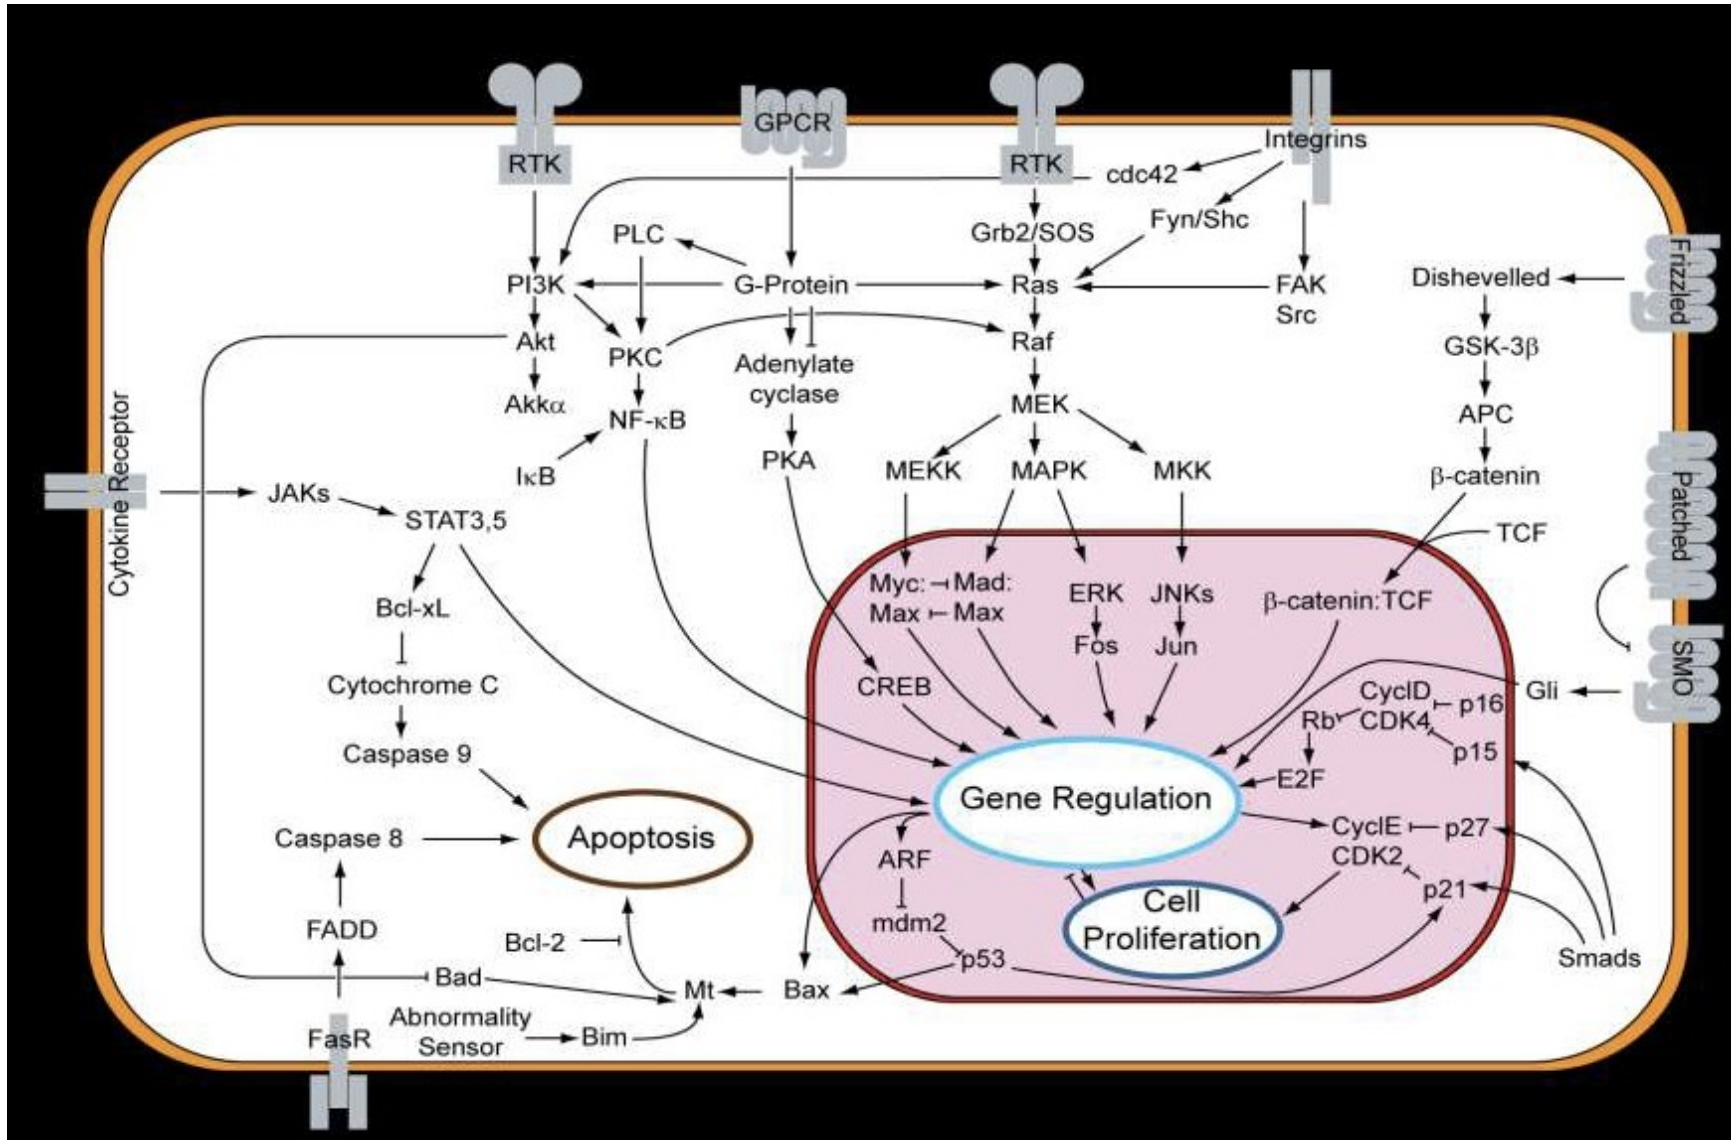 GPCR
Integrins
RTK
RTK
cdc42
Fyn/Shc
PLC
Grb2/SOS
Frizzled
Dishevelled
PI3K
G-Protein
Ras
FAK
Src
Akt
PKC
Raf
GSK-3β
Adenylate
cyclase
Akkα
NF-κB
MEK
APC
Cytokine Receptor
IκB
PKA
MEKK
MAPK
MKK
β-catenin
Patched
JAKs
STAT3,5
TCF
Myc:
Mad:
Max
Max
ERK
JNKs
β-catenin:TCF
Bcl-xL
Fos
Jun
SMO
Cytochrome C
CREB
CyclD
CDK4
p16
Gli
Rb
p15
Caspase 9
E2F
Gene Regulation
Caspase 8
Apoptosis
ARF
CyclE
CDK2
p27
p21
FADD
Bcl-2
mdm2
Cell
Proliferation
p53
Smads
Bad
Mt
Bax
Abnormality
Sensor
Bim
FasR